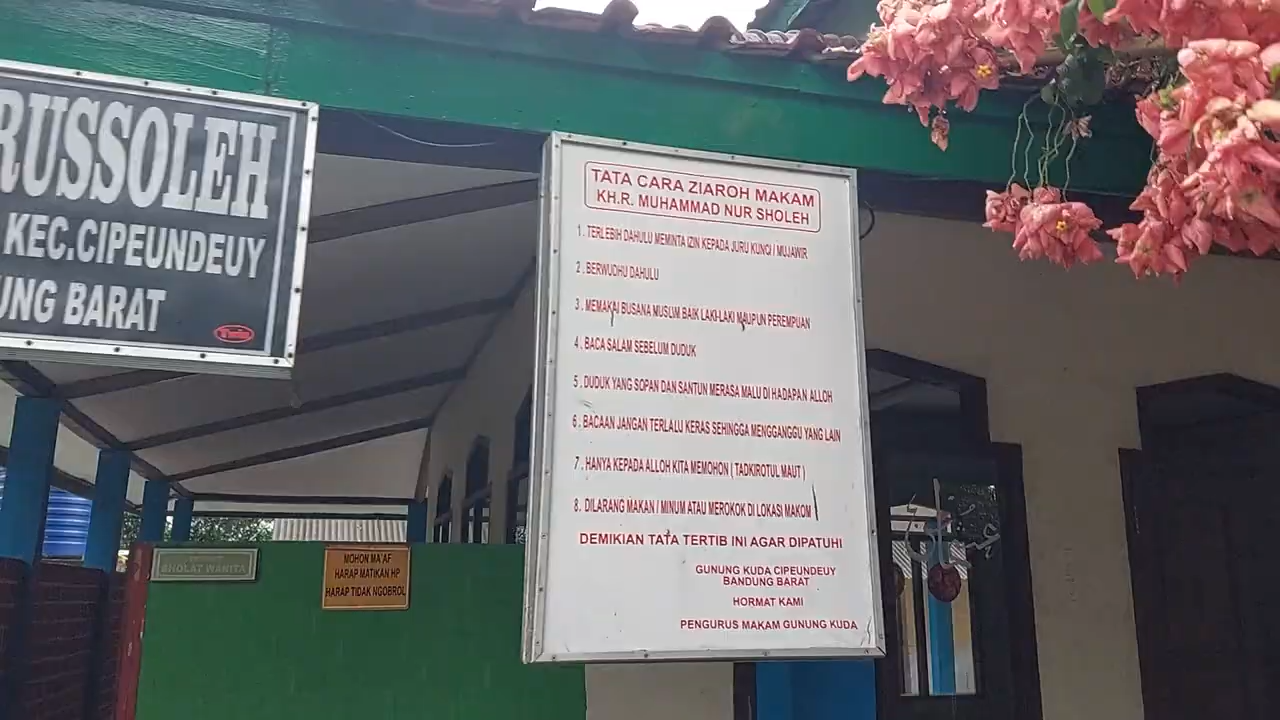 RUSSOLEH
KEC.CIPEUNDEUY
UNG BARAT
Twin
TATA CARA ZIAROH MAKAM
KH.R. MUHAMMAD NUR SHOLEH
1. TERLEBIH DAHULU MEMINTA IZIN KEPADA JURU KUNQI / MUJAWIR
2. BERWUDHU DAHULU
3. MEMAKAI BUSANA MUSLIM BAIK LAKI-LAKI MAUPUN PEREMPUAN
4. BACA SALAM SEBELUM DUDUK
5. DUDUK YANG SOPAN DAN SANTUN MERASA MALU DI HADAPAN ALLOH
6. BACAAN JANGAN TERLALU KERAS SEHINGGA MENGGANGU YANG LAIN
7. HANYA KEPADA ALLOH KITA MEMOHON ( TADKIROTUL MAUT )
8. DILARANG MAKAN / MINUM ATAU MEROKOK DI LOKASI MAKOM
DEMIKIAN TATA TERTIB INI AGAR DIPATUHI
GUNUNG KUDA CIPEUNDEUY
BANDUNG BARAT
HORMAT KAMI
PENGURUS MAKAM GUNUNG KUDA
SHOLAT WANITA
MOHON MA'AF
HARAP MATIKAN HP
HARAP TIDAK NGOBROL